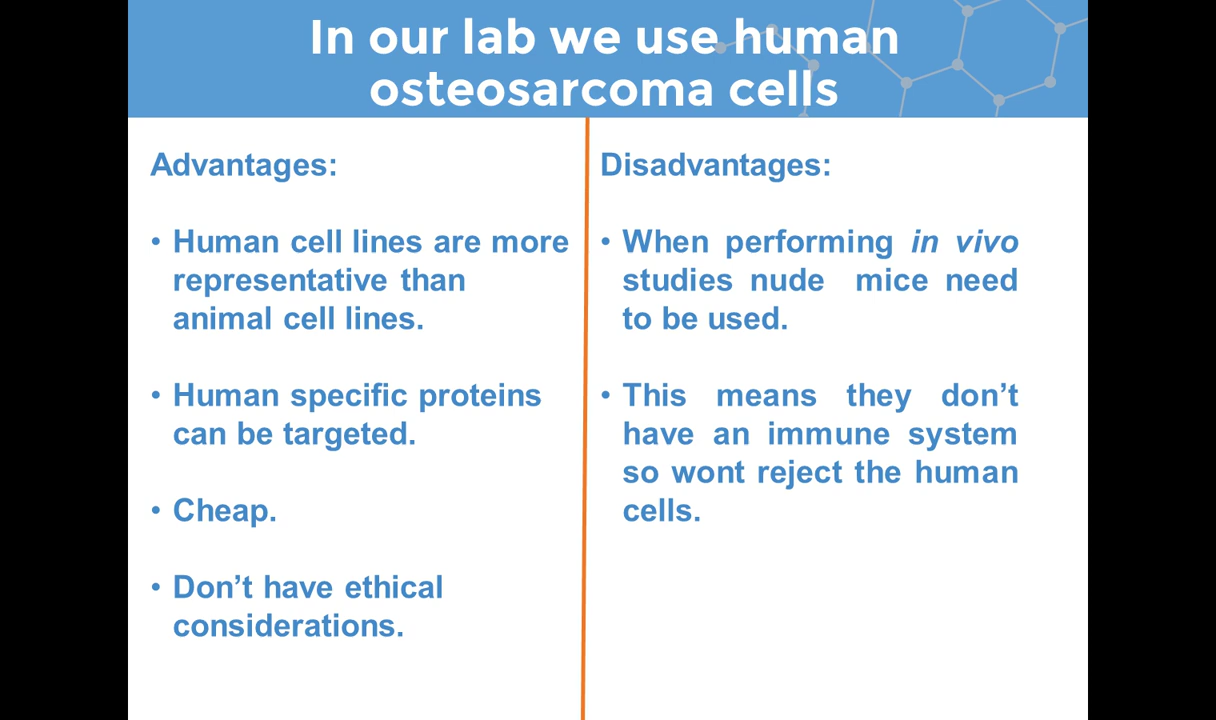 In our lab we use human
osteosarcoma cells
Advantages:
• Human cell lines are more
representative than
animal cell lines.
• Human specific proteins
can be targeted.
• Cheap.
• Don’t have ethical
considerations.
Disadvantages:
• When performing in vivo
studies nude mice need
to be used.
• This means they don’t
have an immune system
so wont reject the human
cells.